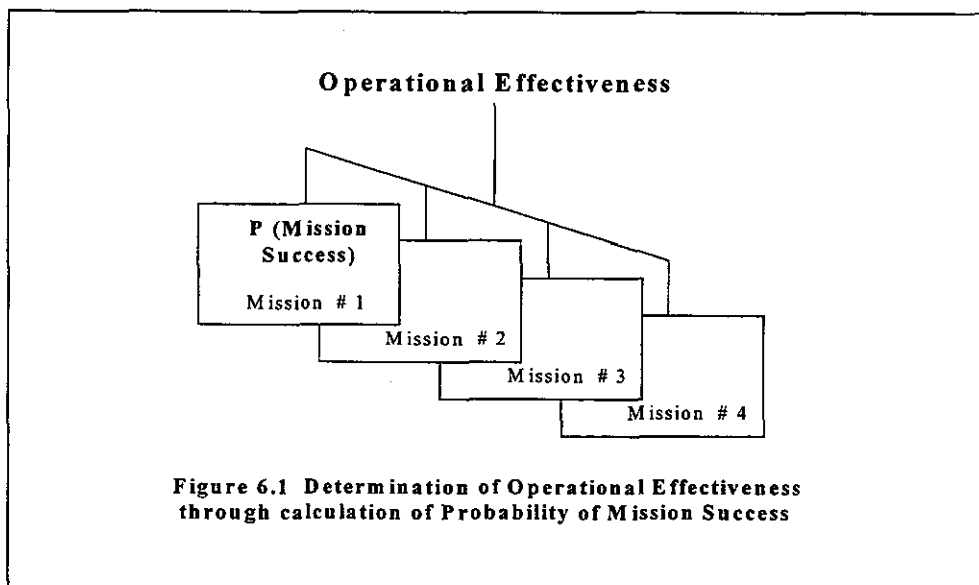 Operational Effectiveness
P (Mission
Success)
Mission # 1
Mission # 2
Mission # 3
Mission # 4
Figure 6.1 Determination of Operational Effectiveness
through calculation of Probability of Mission Success